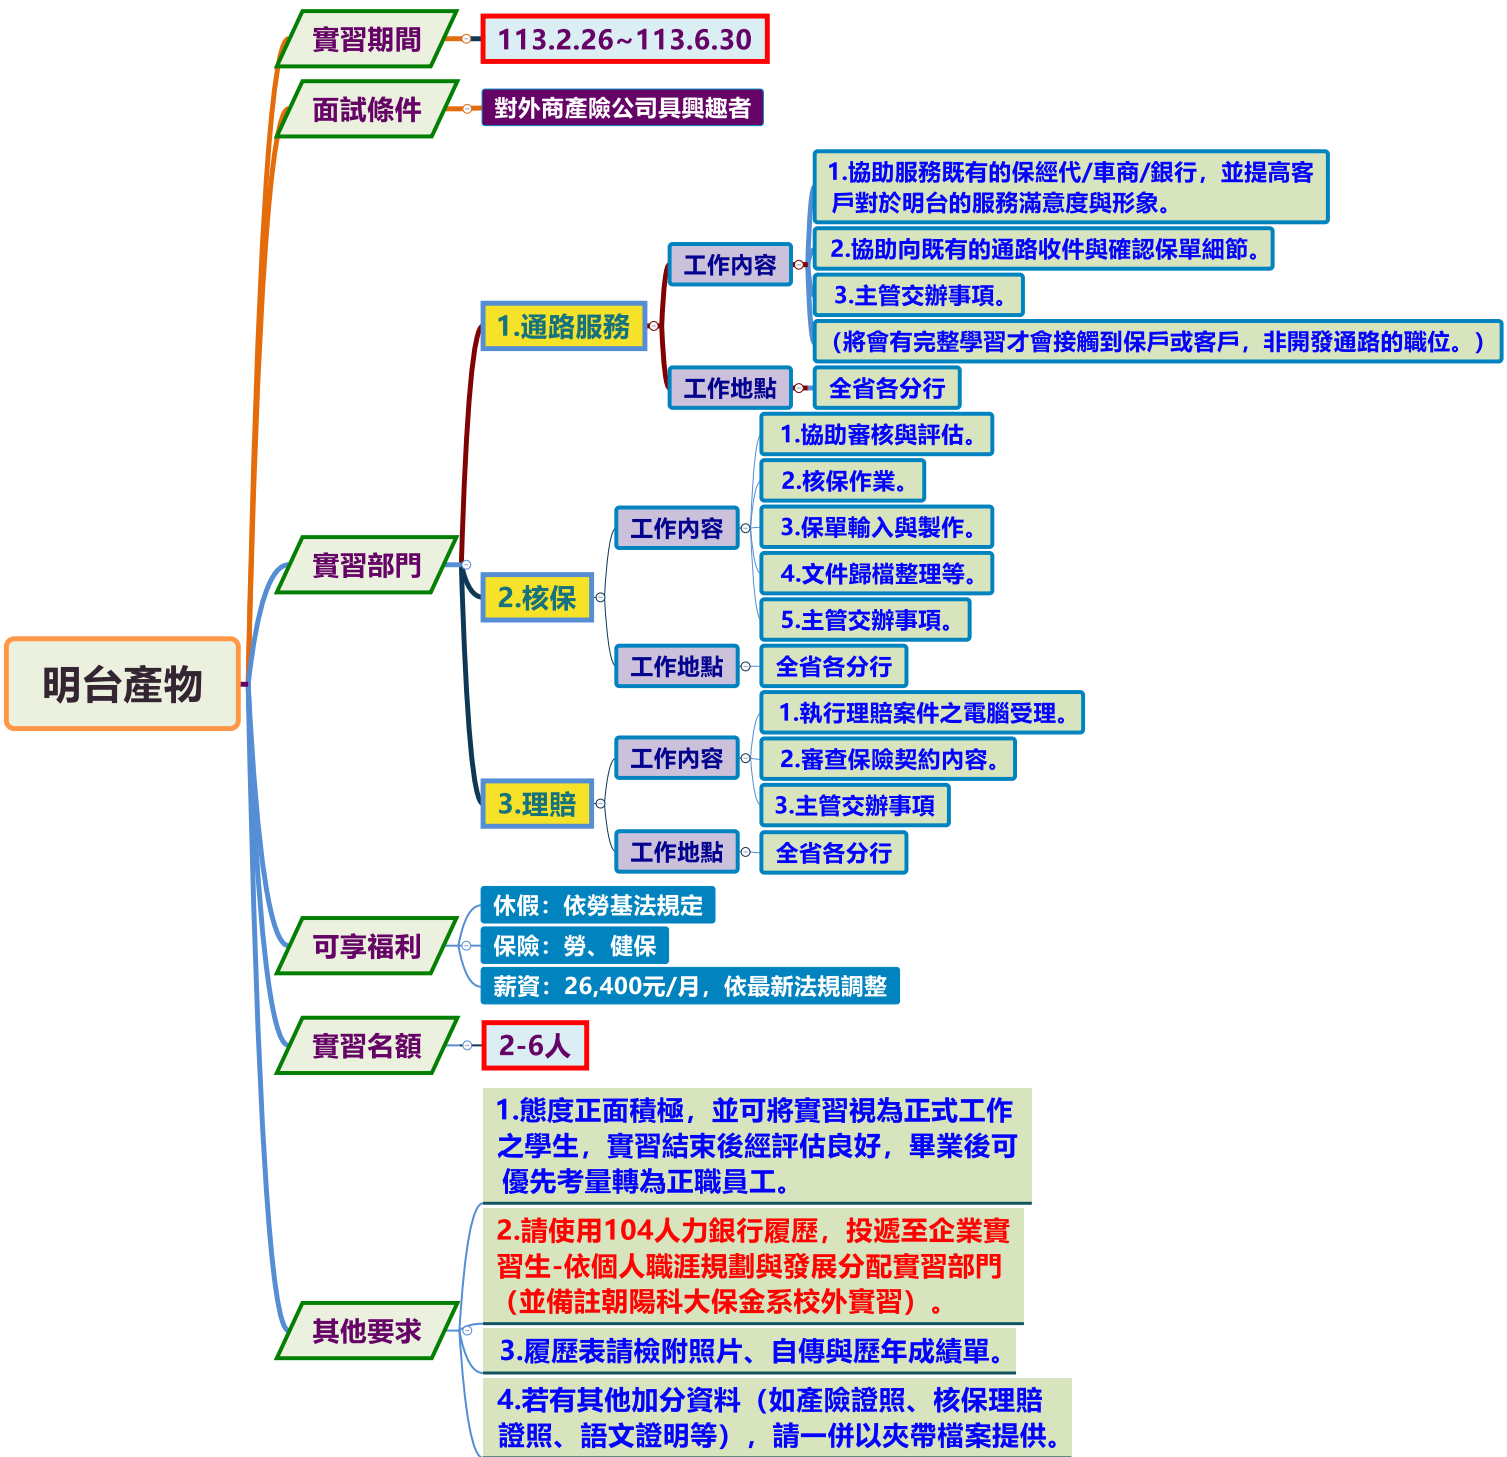 明台產物
實習期間
113.2.26~113.6.30
面試條件
對外商產險公司具興趣者
實習部門
1.通路服務
工作內容
1.協助服務既有的保經代/車商/銀行，並提高客
戶對於明台的服務滿意度與形象。
2.協助向既有的通路收件與確認保單細節。
3.主管交辦事項。
（將會有完整學習才會接觸到保戶或客戶，非開發通路的職位。）
工作地點
全省各分行
2.核保
工作內容
1.協助審核與評估。
2.核保作業。
3.保單輸入與製作。
4.文件歸檔整理等。
5.主管交辦事項。
工作地點
全省各分行
3.理賠
工作內容
1.執行理賠案件之電腦受理。
2.審查保險契約內容。
3.主管交辦事項
工作地點
全省各分行
可享福利
休假：依勞基法規定
保險：勞、健保
薪資：26,400元/月，依最新法規調整
實習名額
2-6人
其他要求
1.態度正面積極，並可將實習視為正式工作
之學生，實習結束後經評估良好，畢業後可
優先考量轉為正職員工。
2.請使用104人力銀行履歷，投遞至企業實
習生-依個人職涯規劃與發展分配實習部門
（並備註朝陽科大保金系校外實習）。
3.履歷表請檢附照片、自傳與歷年成績單。
4.若有其他加分資料（如產險證照、核保理賠
證照、語文證明等），請一併以夾帶檔案提供。